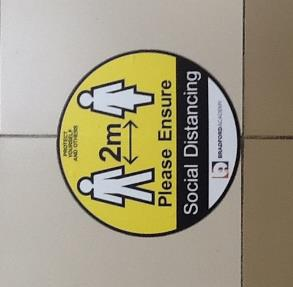 PROTECT
YOURSELF
AND OTHERS
2m
Please Ensure
Social Distancing
BRADFORD ACADEMY